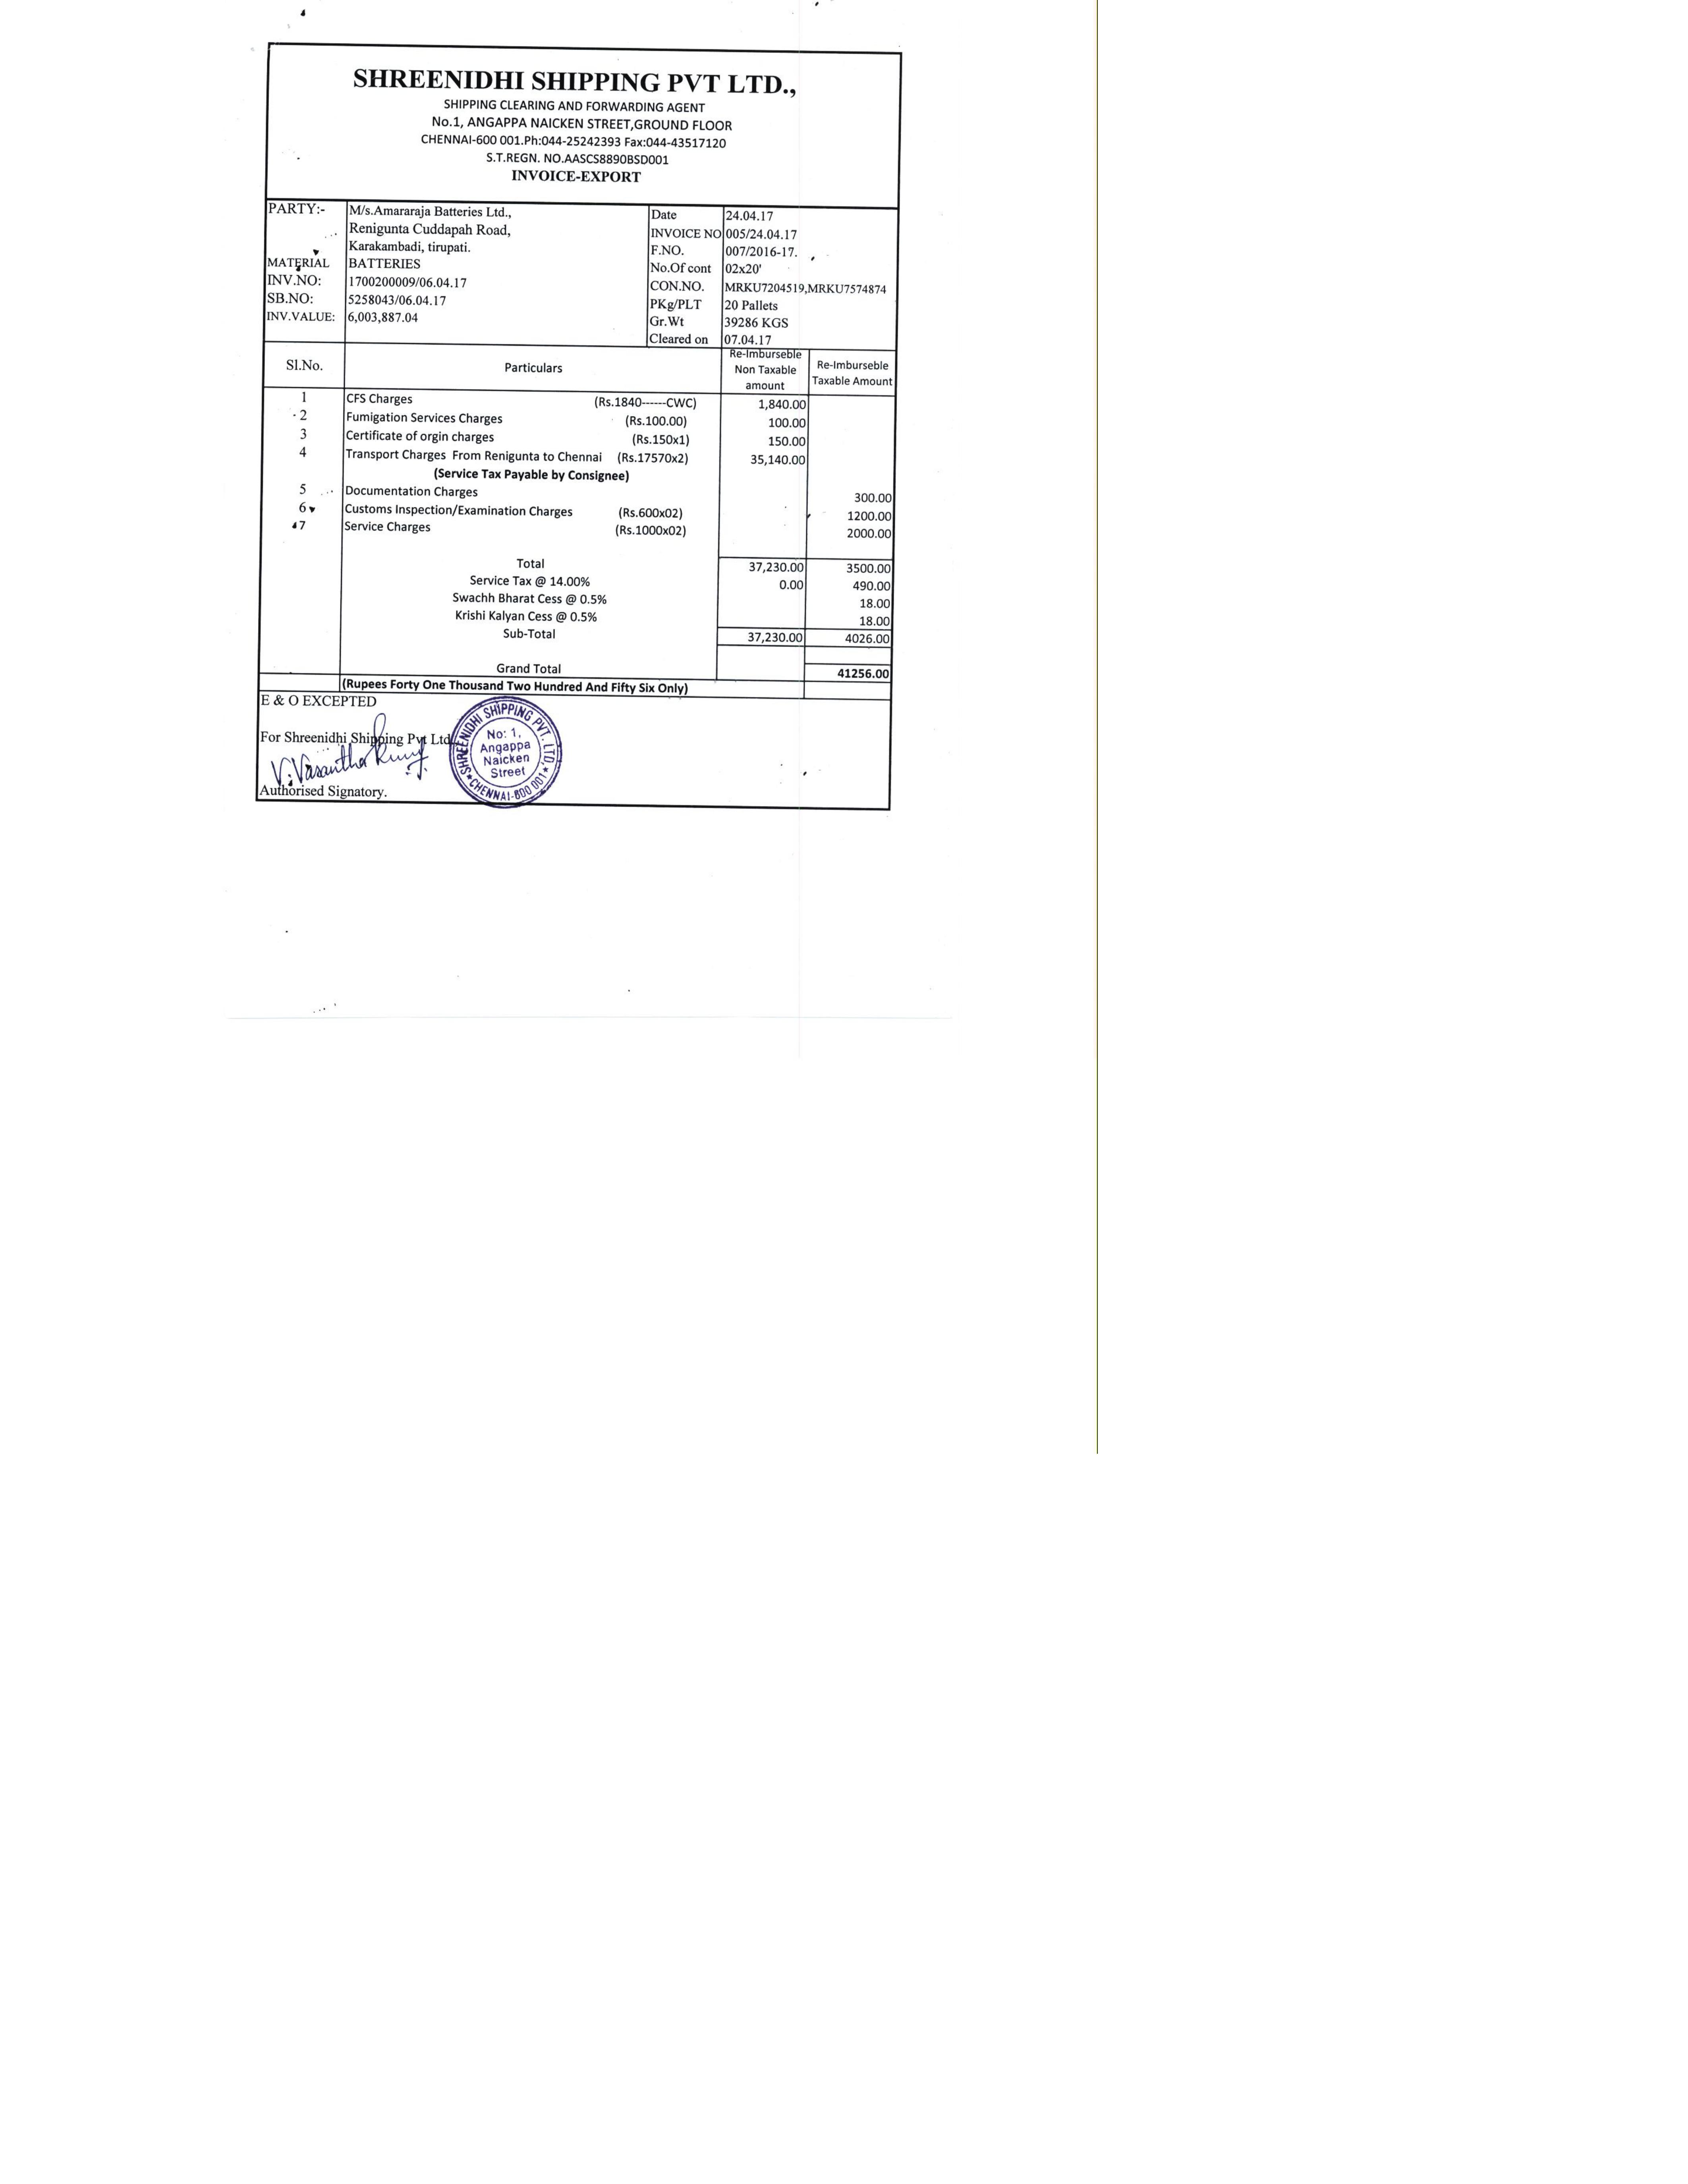 SHREENIDHI SHIPPING PVT LTD.,
SHIPPING CLEARING AND FORWARDING AGENT
No.1, ANGAPPA NAICKEN STREET,GROUND FLOOR
CHENNAI-600 001.Ph:044-25242393 Fax:044-43517120
S.T.REGN. NO.AASCS8890BSD001
INVOICE-EXPORT
PARTY:- M/s.Amararaja Batteries Ltd., Date 24.04.17
Renigunta Cuddapah Road, INVOICE NO 005/24.04.17
Karakambadi, tirupati. F.NO. 007/2016-17.
MATERIAL BATTERIES No.Of cont 02x20'
INV.NO: 1700200009/06.04.17 CON.NO. MRKU7204519,MRKU7574874
SB.NO: 5258043/06.04.17 PKg/PLT 20 Pallets
INV.VALUE: 6,003,887.04 Gr.Wt 39286 KGS
Cleared on 07.04.17
Sl.No. Particulars Re-Imburseble Non Taxable amount Re-Imburseble Taxable Amount
1 CFS Charges (Rs.1840------CWC) 1,840.00
2 Fumigation Services Charges (Rs.100.00) 100.00
3 Certificate of orgin charges (Rs.150x1) 150.00
4 Transport Charges From Renigunta to Chennai (Rs.17570x2) 35,140.00
(Service Tax Payable by Consignee)
5 Documentation Charges 300.00
6 Customs Inspection/Examination Charges (Rs.600x02) 1200.00
7 Service Charges (Rs.1000x02) 2000.00
Total 37,230.00 3500.00
Service Tax @ 14.00% 0.00 490.00
Swachh Bharat Cess @ 0.5% 18.00
Krishi Kalyan Cess @ 0.5% 18.00
Sub-Total 37,230.00 4026.00
Grand Total 41256.00
(Rupees Forty One Thousand Two Hundred And Fifty Six Only)
E & O EXCEPTED
For Shreenidhi Shipping Pvt Ltd
V.Vasantha
Authorised Signatory.
SHREENIDHI SHIPPING PVT. LTD.
No: 1,
Angappa
Naicken
Street
CHENNAI-600 001